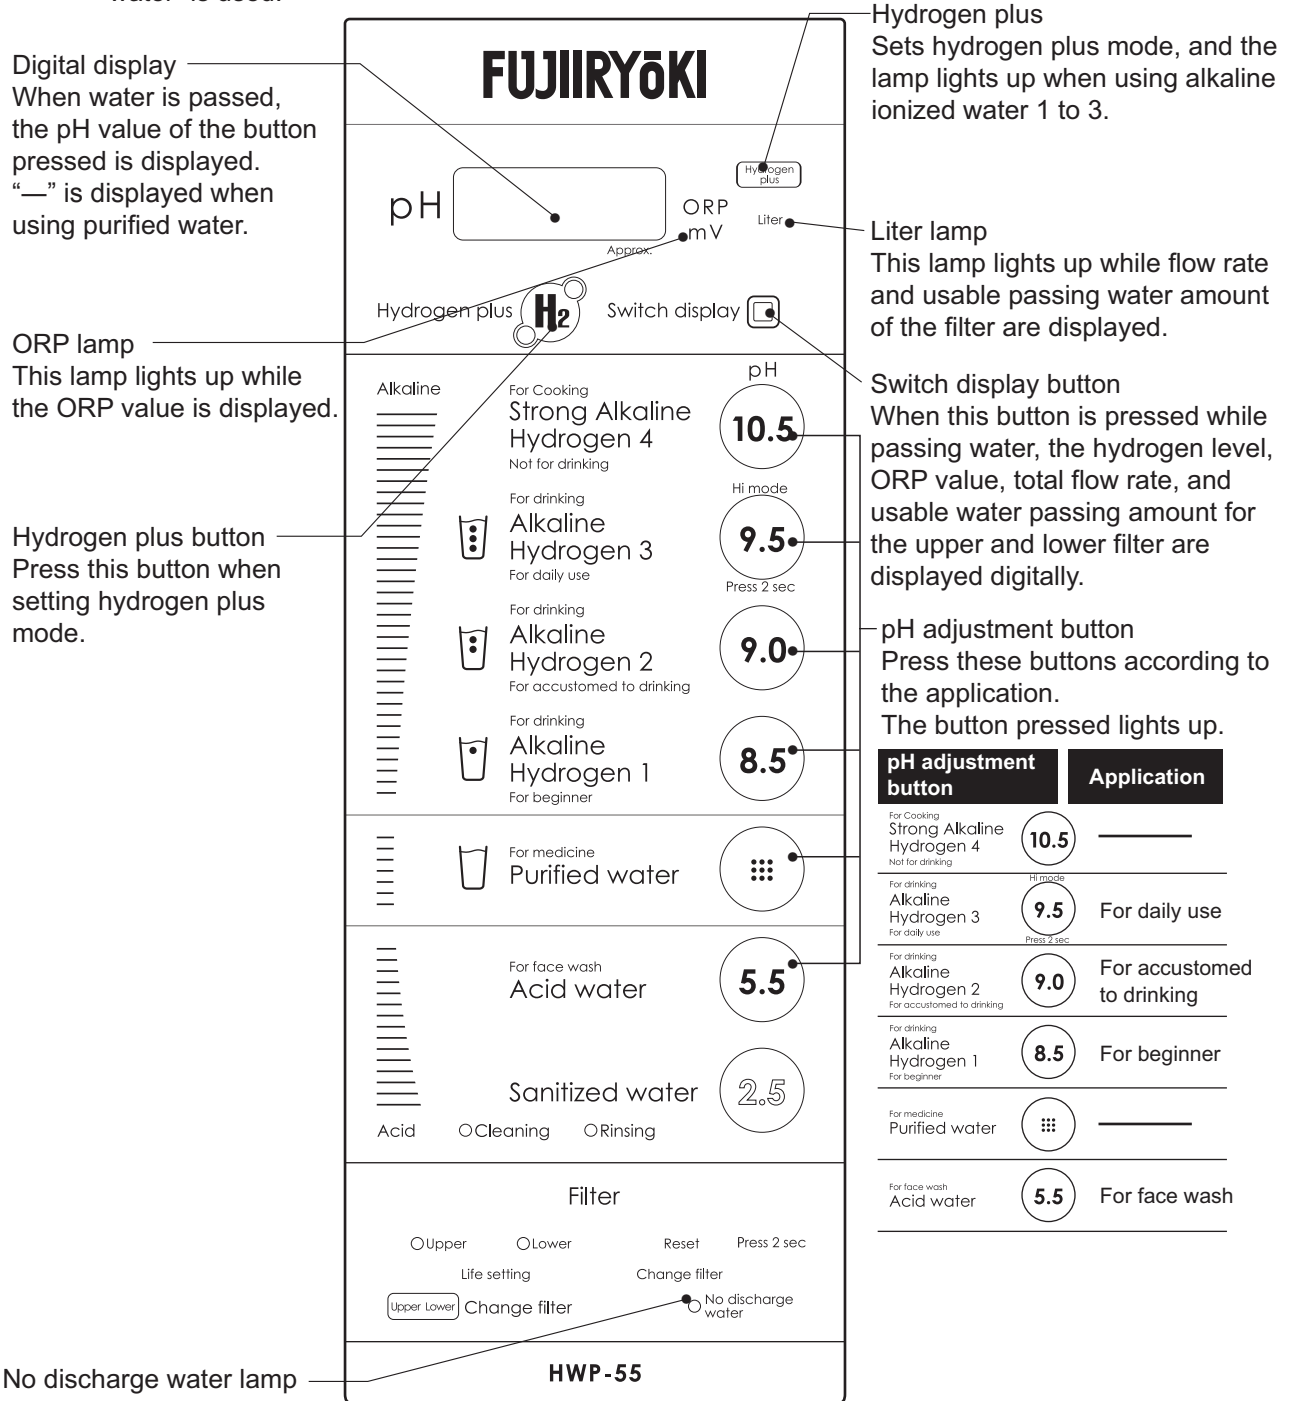 water" is used.
Digital display
When water is passed,
the pH value of the button
pressed is displayed.
“—” is displayed when
using purified water.
ORP lamp
This lamp lights up while
the ORP value is displayed.
Hydrogen plus button
Press this button when
setting hydrogen plus
mode.
No discharge water lamp
FUJIIRYōKI
pH
Approx.
ORP
mV
Hydrogen
plus
Liter
Hydrogen plus
H2
Switch display
pH
Alkaline
For Cooking
Strong Alkaline
Hydrogen 4
Not for drinking
10.5
Hi mode
For drinking
Alkaline
Hydrogen 3
For daily use
9.5
Press 2 sec
For drinking
Alkaline
Hydrogen 2
For accustomed to drinking
9.0
For drinking
Alkaline
Hydrogen 1
For beginner
8.5
For medicine
Purified water
For face wash
Acid water
5.5
Sanitized water
2.5
Acid
Cleaning
Rinsing
Filter
Upper
Lower
Reset
Press 2 sec
Life setting
Change filter
Upper Lower
Change filter
No discharge
water
HWP-55
Hydrogen plus
Sets hydrogen plus mode, and the
lamp lights up when using alkaline
ionized water 1 to 3.
Liter lamp
This lamp lights up while flow rate
and usable passing water amount
of the filter are displayed.
Switch display button
When this button is pressed while
passing water, the hydrogen level,
ORP value, total flow rate, and
usable water passing amount for
the upper and lower filter are
displayed digitally.
pH adjustment button
Press these buttons according to
the application.
The button pressed lights up.
pH adjustment
button
Application
For Cooking
Strong Alkaline
Hydrogen 4
Not for drinking
10.5
For drinking
Alkaline
Hydrogen 3
For daily use
Hi mode
9.5
Press 2 sec
For daily use
For drinking
Alkaline
Hydrogen 2
For accustomed to drinking
9.0
For accustomed
to drinking
For drinking
Alkaline
Hydrogen 1
For beginner
8.5
For beginner
For medicine
Purified water
For face wash
Acid water
5.5
For face wash